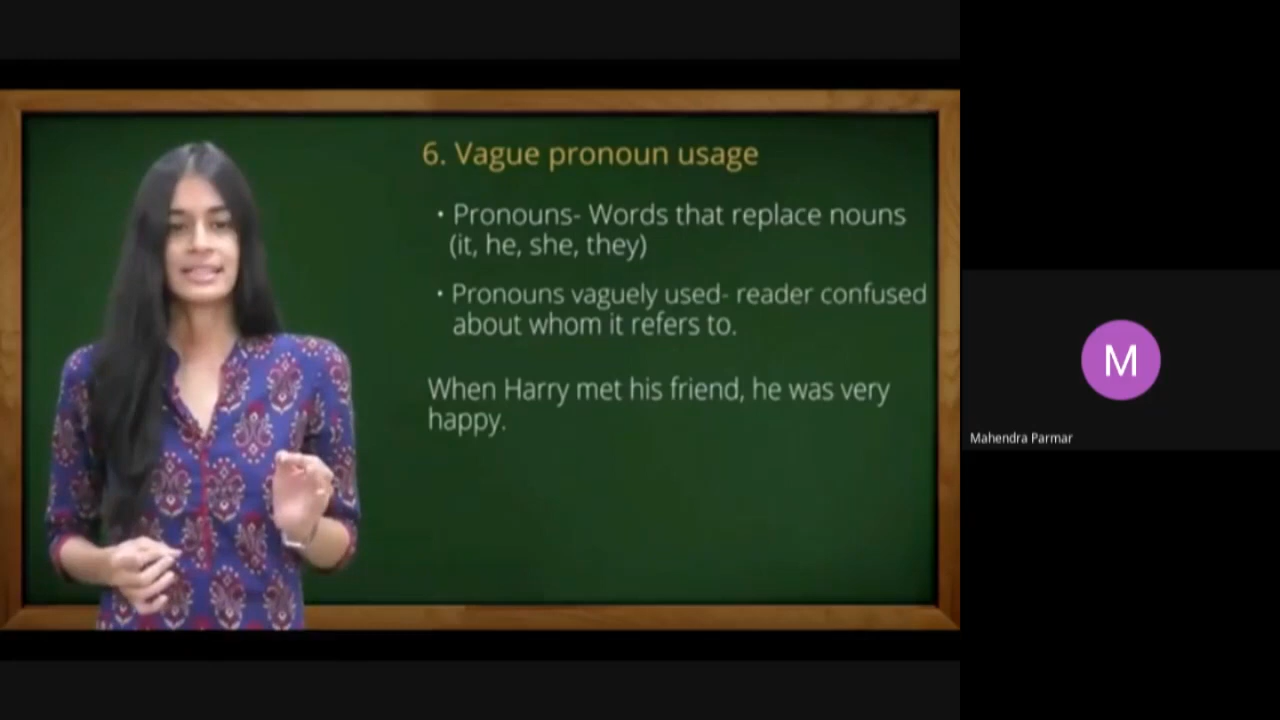 6. Vague pronoun usage
• Pronouns- Words that replace nouns
(it, he, she, they)
• Pronouns vaguely used- reader confused
about whom it refers to.
When Harry met his friend, he was very
happy.
M
Mahendra Parmar